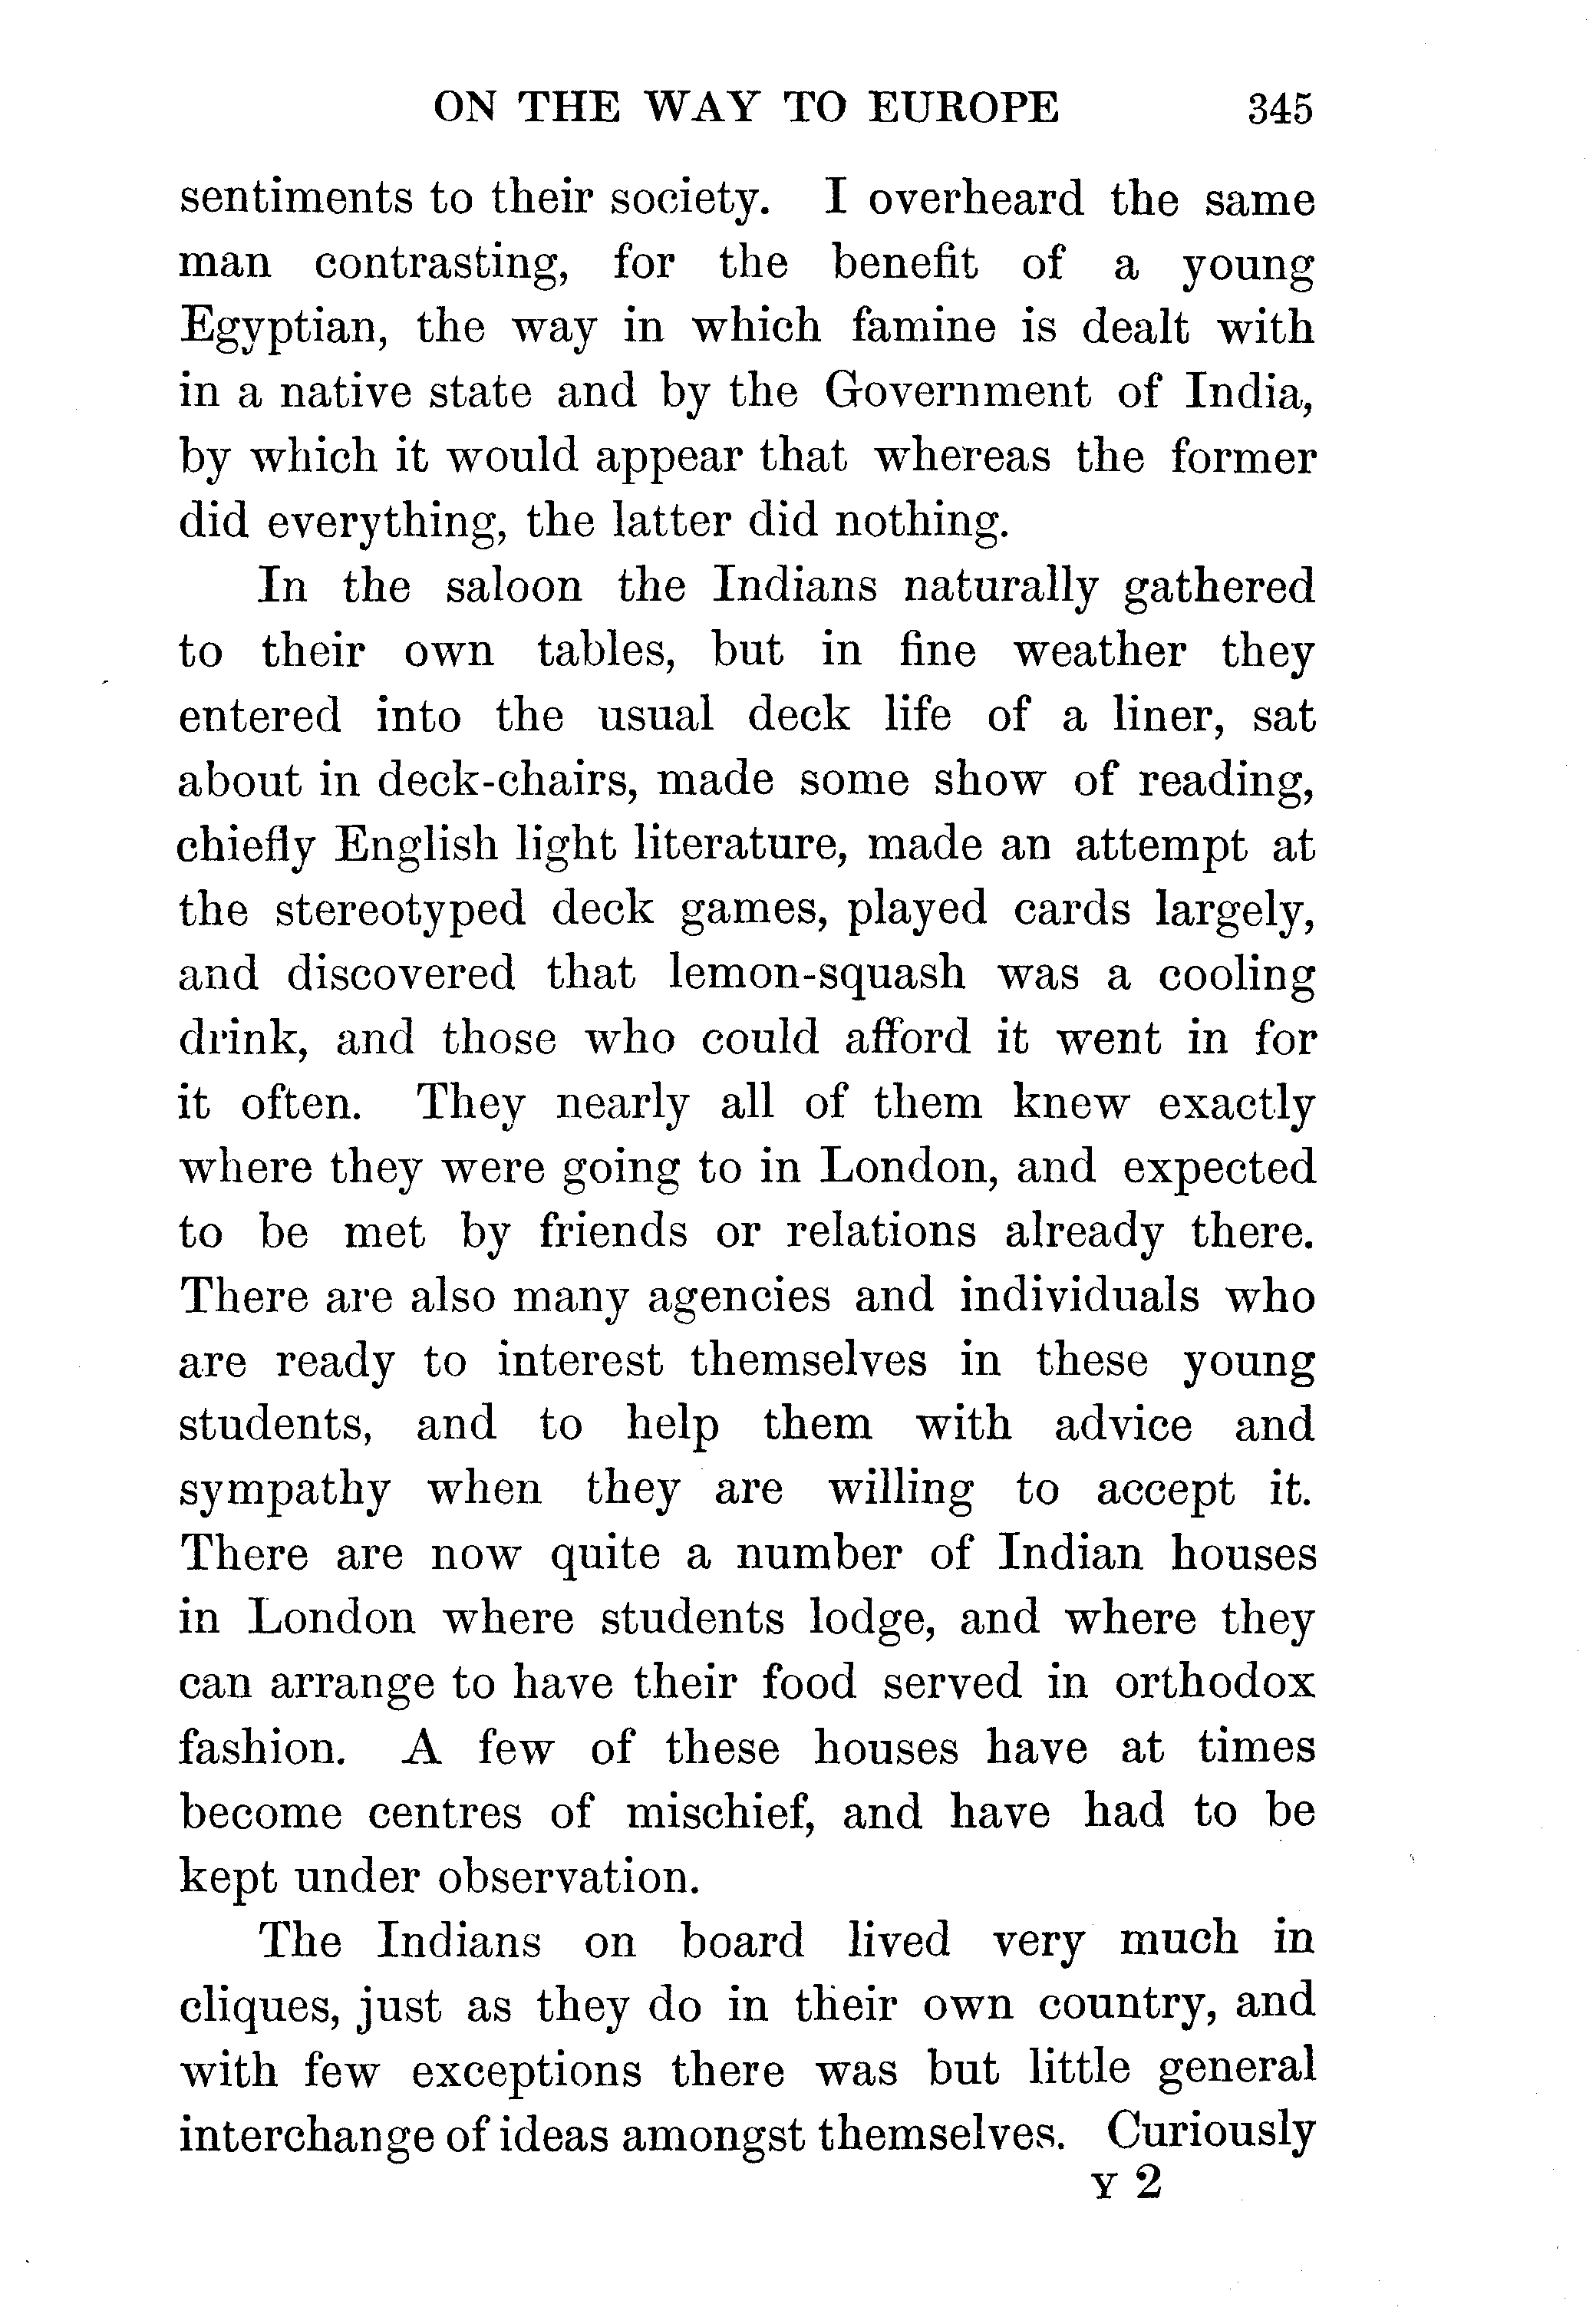 ON THE WAY TO EUROPE 345
sentiments to their society. I overheard the same
man contrasting, for the benefit of a young
Egyptian, the way in which famine is dealt with
in a native state and by the Government of India,
by which it would appear that whereas the former
did everything, the latter did nothing.
In the saloon the Indians naturally gathered
to their own tables, but in fine weather they
entered into the usual deck life of a liner, sat
about in deck-chairs, made some show of reading,
chiefly English light literature, made an attempt at
the stereotyped deck games, played cards largely,
and discovered that lemon-squash was a cooling
drink, and those who could afford it went in for
it often. They nearly all of them knew exactly
where they were going to in London, and expected
to be met by friends or relations already there.
There are also many agencies and individuals who
are ready to interest themselves in these young
students, and to help them with advice and
sympathy when they are willing to accept it.
There are now quite a number of Indian houses
in London where students lodge, and where they
can arrange to have their food served in orthodox
fashion. A few of these houses have at times
become centres of mischief, and have had to be
kept under observation.
The Indians on board lived very much in
cliques, just as they do in their own country, and
with few exceptions there was but little general
interchange of ideas amongst themselves. Curiously
Y 2